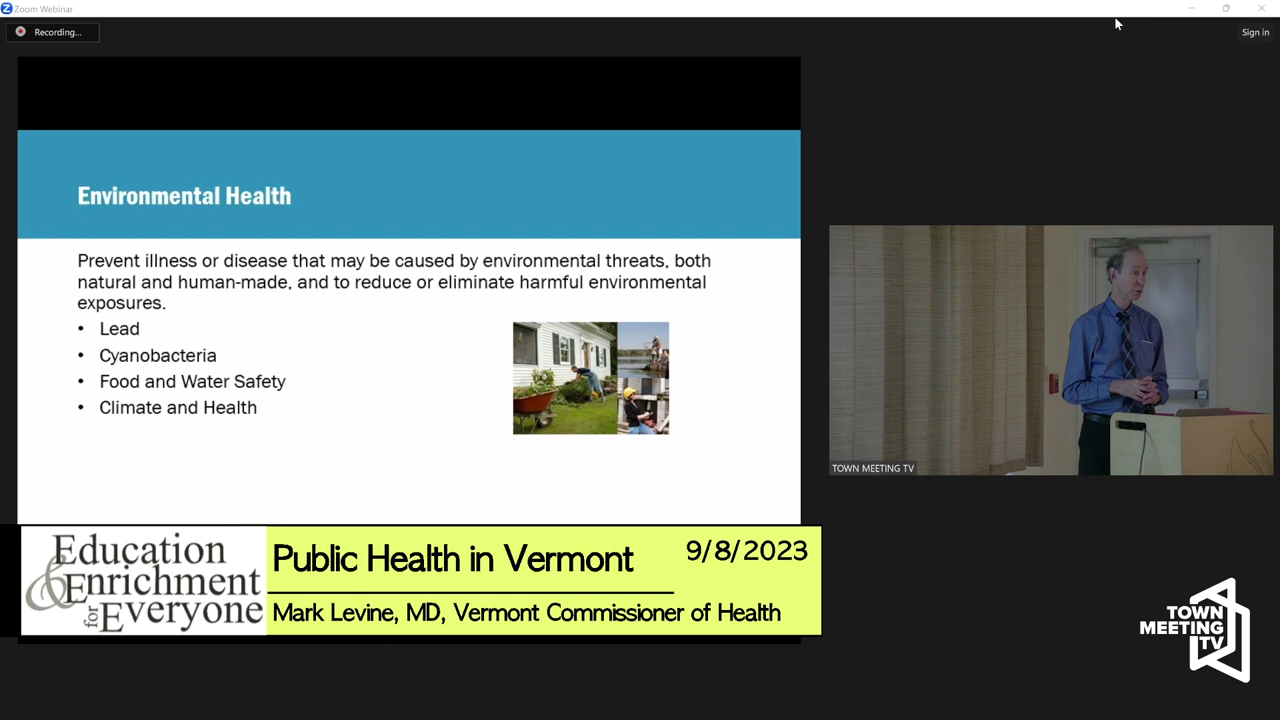 Zoom Webinar
Recording...
Sign in
Environmental Health
Prevent illness or disease that may be caused by environmental threats, both
natural and human-made, and to reduce or eliminate harmful environmental
exposures.
• Lead
• Cyanobacteria
• Food and Water Safety
• Climate and Health
TOWN MEETING TV
Education
& Enrichment
for Everyone
Public Health in Vermont
9/8/2023
Mark Levine, MD, Vermont Commissioner of Health
TOWN
MEETING
TV